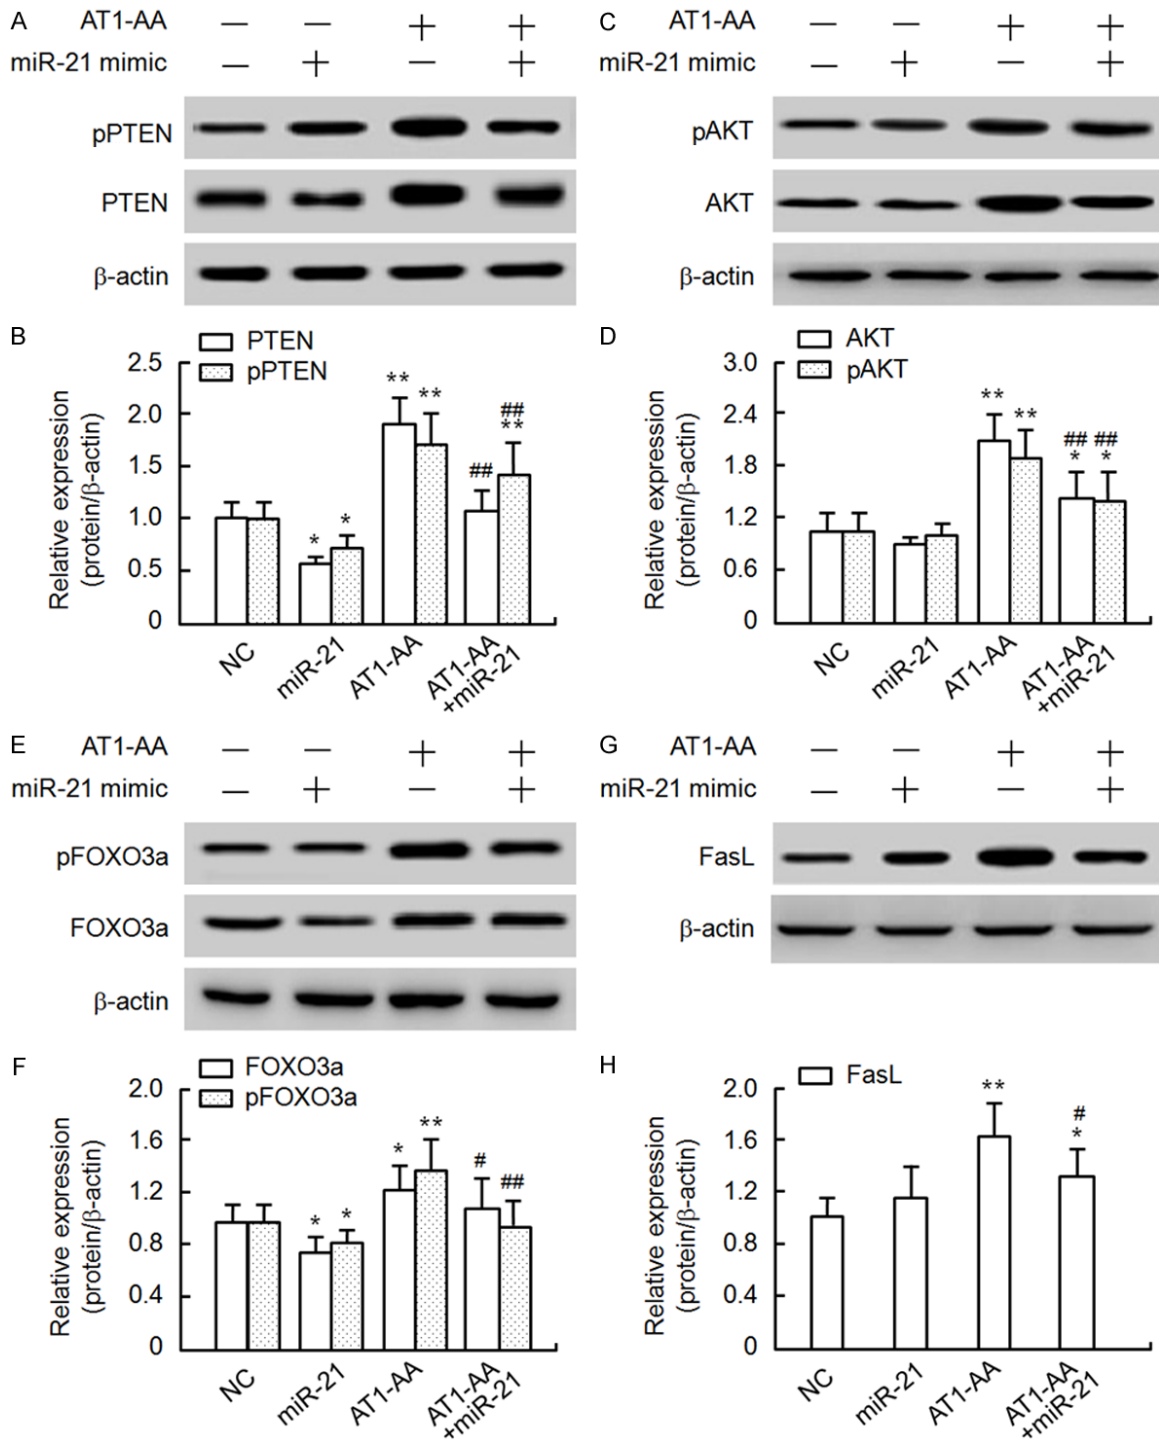 A
AT1-AA — — + +
miR-21 mimic — + — +
pPTEN
PTEN
β-actin
B
PTEN
pPTEN
Relative expression
(protein/β-actin)
2.5
2.0
1.5
1.0
0.5
0
* * ** ** ## ##
**
NC miR-21 AT1-AA AT1-AA
+miR-21
C
AT1-AA — — + +
miR-21 mimic — + — +
pAKT
AKT
β-actin
D
AKT
pAKT
Relative expression
(protein/β-actin)
3.0
2.4
1.8
1.2
0.6
0
** ** ## ##
* *
NC miR-21 AT1-AA AT1-AA
+miR-21
E
AT1-AA — — + +
miR-21 mimic — + — +
pFOXO3a
FOXO3a
β-actin
F
FOXO3a
pFOXO3a
Relative expression
(protein/β-actin)
2.0
1.6
1.2
0.8
0.4
0
* * * ** # ##
NC miR-21 AT1-AA AT1-AA
+miR-21
G
AT1-AA — — + +
miR-21 mimic — + — +
FasL
β-actin
H
FasL
Relative expression
(protein/β-actin)
2.0
1.6
1.2
0.8
0.4
0
** #
*
NC miR-21 AT1-AA AT1-AA
+miR-21